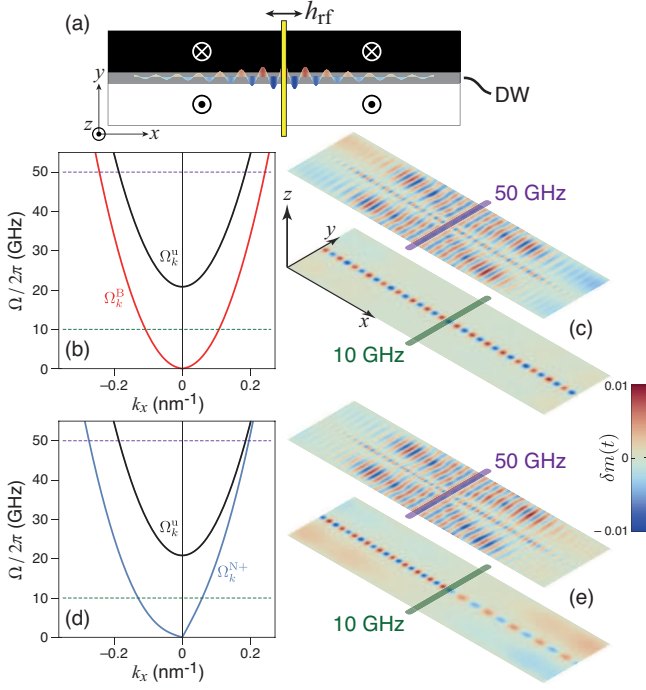 (a)
h_rf
DW
y
z
x
50
40
30
20
10
0
Ω / 2π (GHz)
Ω_k^u
Ω_k^B
(b)
−0.2
0
0.2
k_x (nm⁻¹)
z
y
x
50 GHz
10 GHz
(c)
50
40
30
20
10
0
Ω / 2π (GHz)
Ω_k^u
Ω_k^N+
(d)
−0.2
0
0.2
k_x (nm⁻¹)
50 GHz
10 GHz
(e)
0.01
0
−0.01
δm(t)